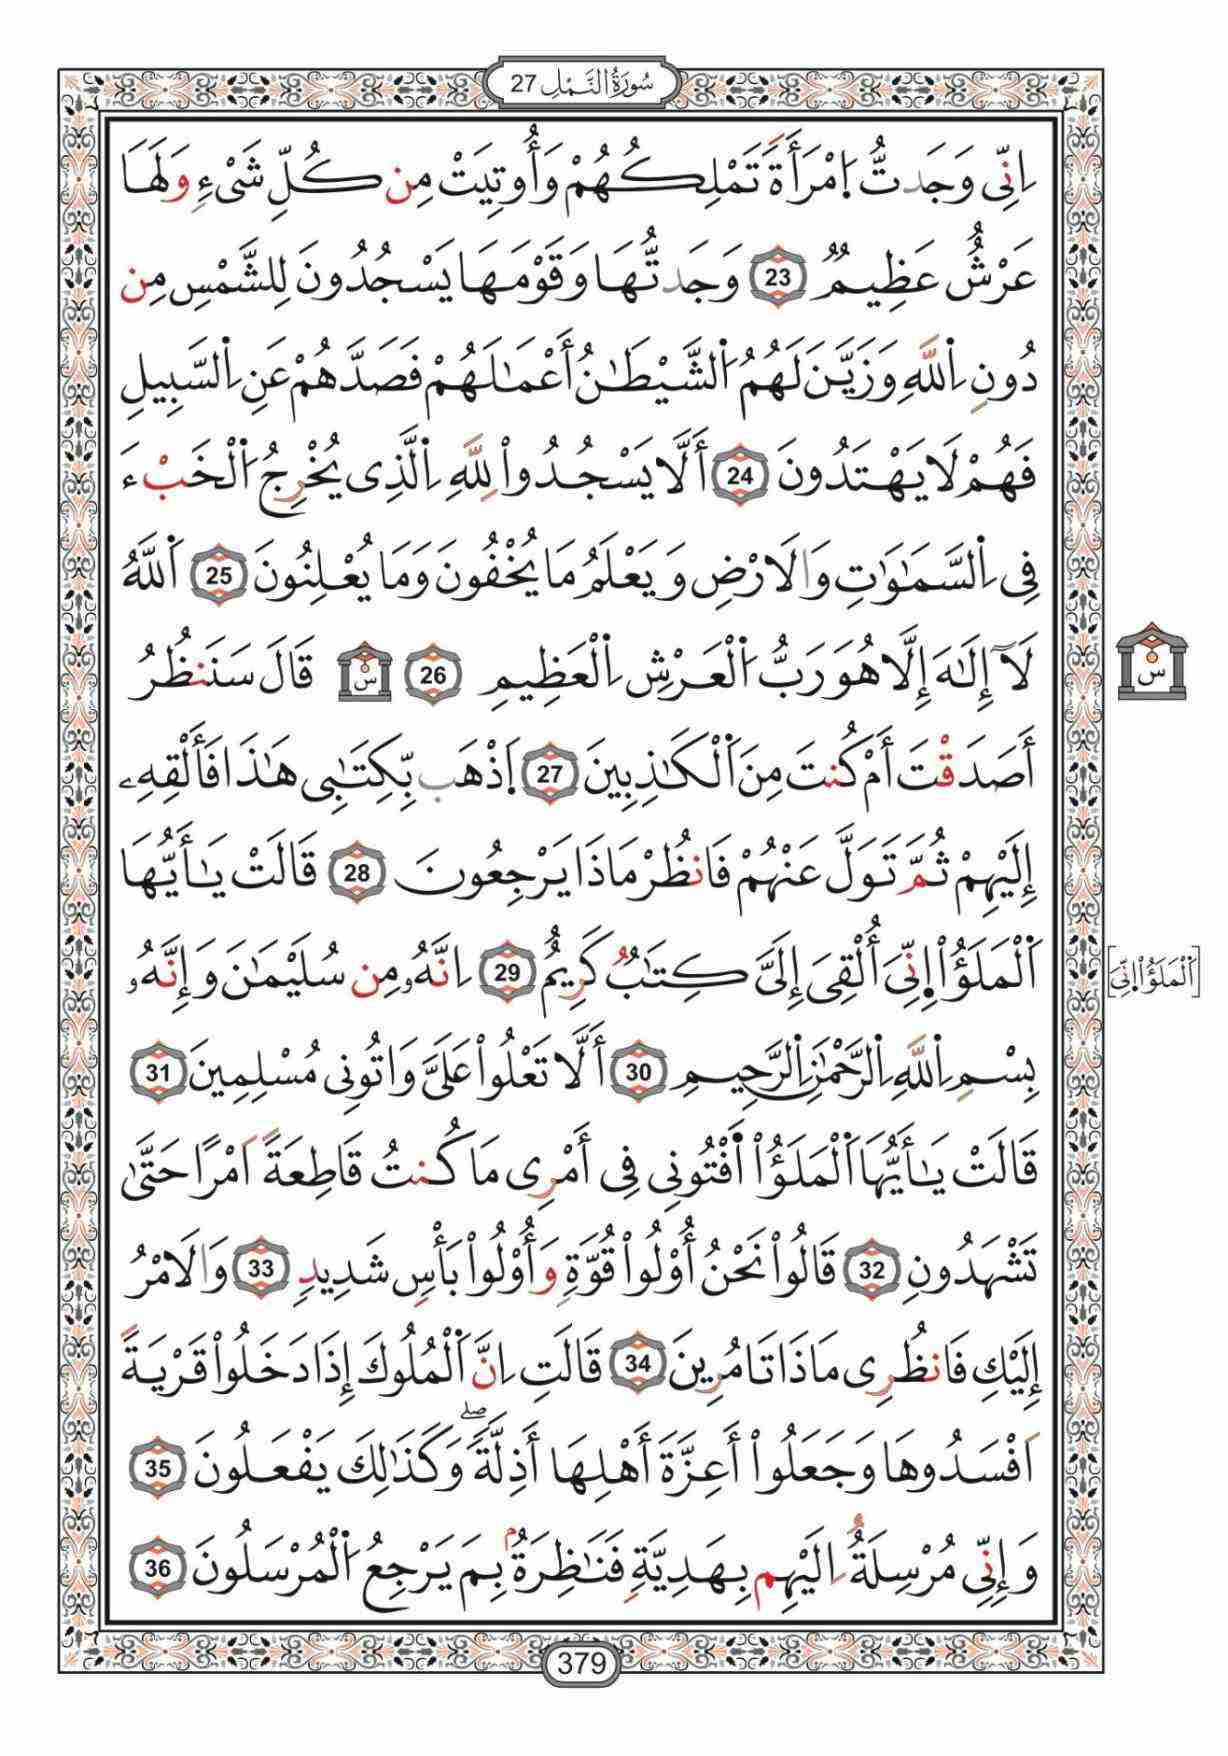 سُورَةُ النَّمْلِ 27
اِنِّى وَجَدتُّ اِ۪مْرَأَةً تَمْلِكُهُمْ وَأُوتِيَتْ مِن كُلِّ شَىْءٍ وَلَهَا
عَرْشٌ عَظِيمٌ 23 وَجَدتُّهَا وَقَوْمَهَا يَسْجُدُونَ لِلشَّمْسِ مِن
دُونِ اِ۬للَّهِ وَزَيَّنَ لَهُمُ اُ۬لشَّيْطَٰنُ أَعْمَٰلَهُمْ فَصَدَّهُمْ عَنِ اِ۬لسَّبِيلِ
فَهُمْ لَا يَهْتَدُونَ 24 أَلَّا يَسْجُدُواْ لِلَّهِ اِ۬لَّذِى يُخْرِجُ اُ۬لْخَبْءَ
فِى اِ۬لسَّمَٰوَٰتِ وَالَارْضِ وَيَعْلَمُ مَا يُخْفُونَ وَمَا يُعْلِنُونَ 25 اَ۬للَّهُ
لَآ إِلَٰهَ إِلَّا هُوَ رَبُّ اُ۬لْعَرْشِ اِ۬لْعَظِيمِ 26 س قَالَ سَنَنظُرُ
س
أَصَدَقْتَ أَمْ كُنتَ مِنَ اَ۬لْكَٰذِبِينَ 27 اِ۪ذْهَب بِّكِتَٰبِى هَٰذَا فَأَلْقِهِے
إِلَيْهِمْ ثُمَّ تَوَلَّ عَنْهُمْ فَانظُرْ مَاذَا يَرْجِعُونَ 28 قَالَتْ يَٰأَيُّهَا
اَ۬لْمَلَؤُاْ اِ۪نِّىَ أُلْقِىَ إِلَىَّ كِتَٰبٌ كَرِيمٌ 29 اِنَّهُۥ مِن سُلَيْمَٰنَ وَإِنَّهُۥ
[اَ۬لْمَلَؤُاْ اِ۪نِّىَ]
بِسْمِ اِ۬للَّهِ اِ۬لرَّحْمَٰنِ اِ۬لرَّحِيمِ 30 أَلَّا تَعْلُواْ عَلَىَّ وَاتُونِى مُسْلِمِينَ 31
قَالَتْ يَٰأَيُّهَا اَ۬لْمَلَؤُاْ اَ۬فْتُونِى فِى أَمْرِى مَا كُنتُ قَاطِعَةً اَمْرًا حَتَّىٰ
تَشْهَدُونِ 32 قَالُواْ نَحْنُ أُوْلُواْ قُوَّةٍ وَأُوْلُواْ بَأْسٍ شَدِيدٍ 33 وَالَامْرُ
إِلَيْكِ فَانظُرِى مَاذَا تَامُرِينَ 34 قَالَتِ اِنَّ اَ۬لْمُلُوكَ إِذَا دَخَلُواْ قَرْيَةً
اَفْسَدُوهَا وَجَعَلُواْ أَعِزَّةَ أَهْلِهَا أَذِلَّةً ۖ وَكَذَٰلِكَ يَفْعَلُونَ 35
وَإِنِّى مُرْسِلَةٌ اِلَيْهِم بِهَدِيَّةٍ فَنَٰظِرَةٌۢ بِمَ يَرْجِعُ اُ۬لْمُرْسَلُونَ 36
379